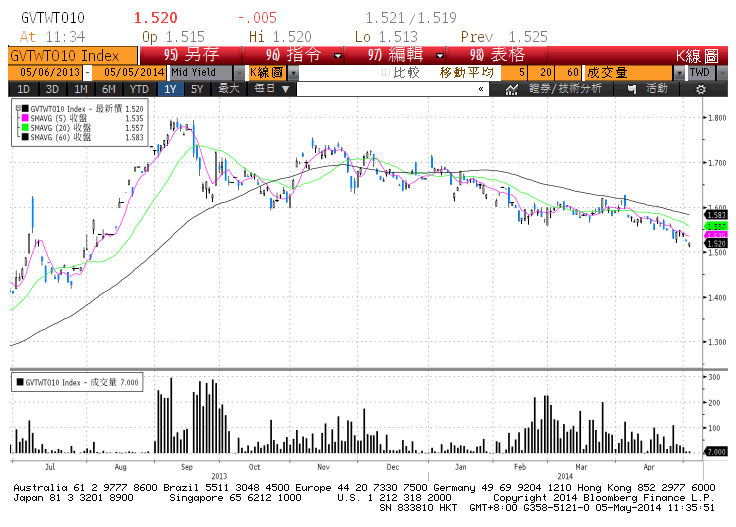 GVTWTO10 1.520 -.005 1.521/1.519
At 11:34 Op 1.515 Hi 1.520 Lo 1.513 Prev 1.525
GVTWTO10 Index 95) 另存 96) 指令 97) 編輯 98) 表格 K線圖
05/06/2013 - 05/05/2014 Mid Yield K線圖 比較 移動平均 5 20 60 成交量 TWD
1D 3D 1M 6M YTD 1Y 5Y 最大 每日 ▼ « 證券/技術分析 活動
GVTWTO10 Index - 最新價 1.520
SMAVG (5) 收盤 1.535
SMAVG (20) 收盤 1.557
SMAVG (60) 收盤 1.583
1.800
1.700
1.600
1.583
1.557
1.520
1.500
1.400
1.300
GVTWTO10 Index - 成交量 7.000
300
200
100
7.000
Jul Aug Sep Oct Nov Dec Jan Feb Mar Apr
2013 2014
Australia 61 2 9777 8600 Brazil 5511 3048 4500 Europe 44 20 7330 7500 Germany 49 69 9204 1210 Hong Kong 852 2977 6000
Japan 81 3 3201 8900 Singapore 65 6212 1000 U.S. 1 212 318 2000 Copyright 2014 Bloomberg Finance L.P.
SN 833810 HKT GMT+8:00 G358-5121-0 05-May-2014 11:35:51